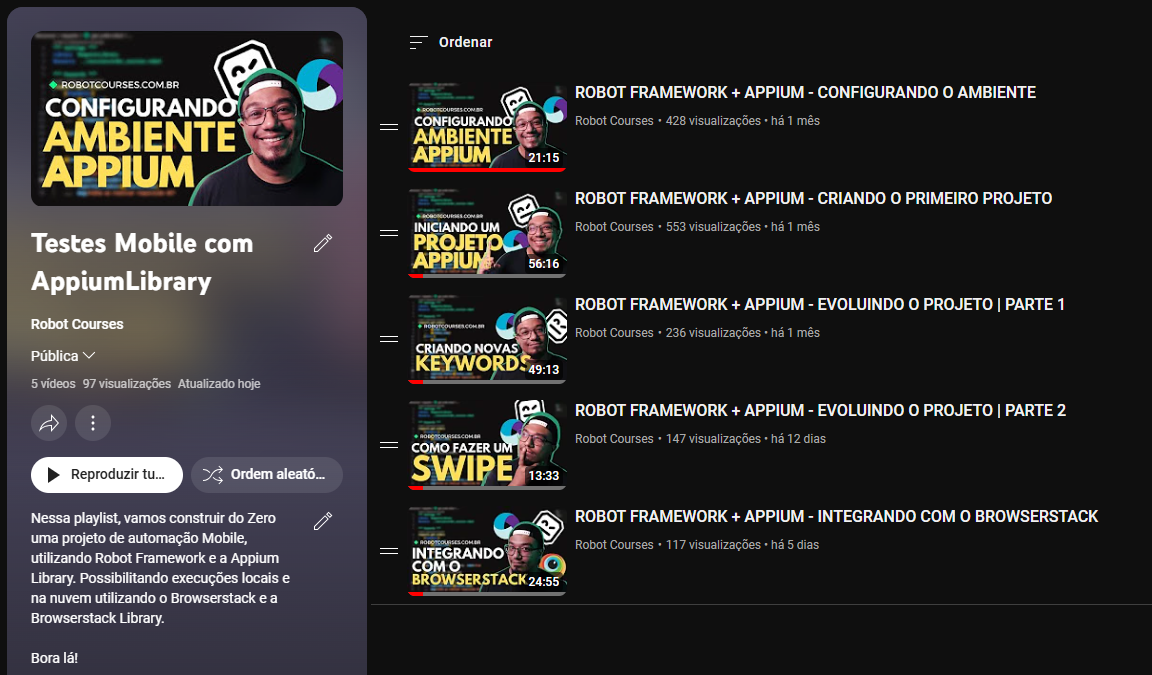 ROBOTCOURSES.COM.BR
CONFIGURANDO
AMBIENTE
APPIUM
Testes Mobile com
AppiumLibrary
Robot Courses
Pública
5 vídeos 97 visualizações Atualizado hoje
Reproduzir tu...
Ordem aleató...
Nessa playlist, vamos construir do Zero
uma projeto de automação Mobile,
utilizando Robot Framework e a Appium
Library. Possibilitando execuções locais e
na nuvem utilizando o Browserstack e a
Browserstack Library.
Bora lá!
Ordenar
ROBOTCOURSES.COM.BR
CONFIGURANDO
AMBIENTE
APPIUM
21:15
ROBOT FRAMEWORK + APPIUM - CONFIGURANDO O AMBIENTE
Robot Courses • 428 visualizações • há 1 mês
ROBOTCOURSES.COM.BR
INICIANDO UM
PROJETO
APPIUM
56:16
ROBOT FRAMEWORK + APPIUM - CRIANDO O PRIMEIRO PROJETO
Robot Courses • 553 visualizações • há 1 mês
ROBOTCOURSES.COM.BR
CRIANDO NOVAS
KEYWORDS
49:13
ROBOT FRAMEWORK + APPIUM - EVOLUINDO O PROJETO | PARTE 1
Robot Courses • 236 visualizações • há 1 mês
ROBOTCOURSES.COM.BR
COMO FAZER UM
SWIPE
13:33
ROBOT FRAMEWORK + APPIUM - EVOLUINDO O PROJETO | PARTE 2
Robot Courses • 147 visualizações • há 12 dias
ROBOTCOURSES.COM.BR
INTEGRANDO
COM O
BROWSERSTACK
24:55
ROBOT FRAMEWORK + APPIUM - INTEGRANDO COM O BROWSERSTACK
Robot Courses • 117 visualizações • há 5 dias